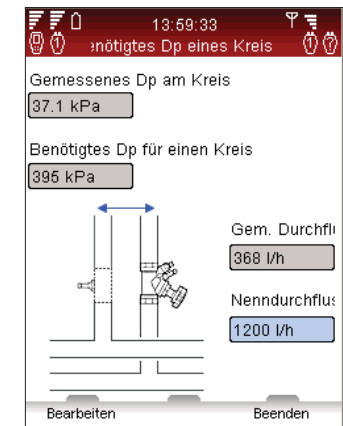 13:59:33
enötigtes Dp eines Kreis
Gemessenes Dp am Kreis
37.1 kPa
Benötigtes Dp für einen Kreis
395 kPa
Gem. Durchflu
368 l/h
Nenndurchflus
1200 l/h
Bearbeiten
Beenden